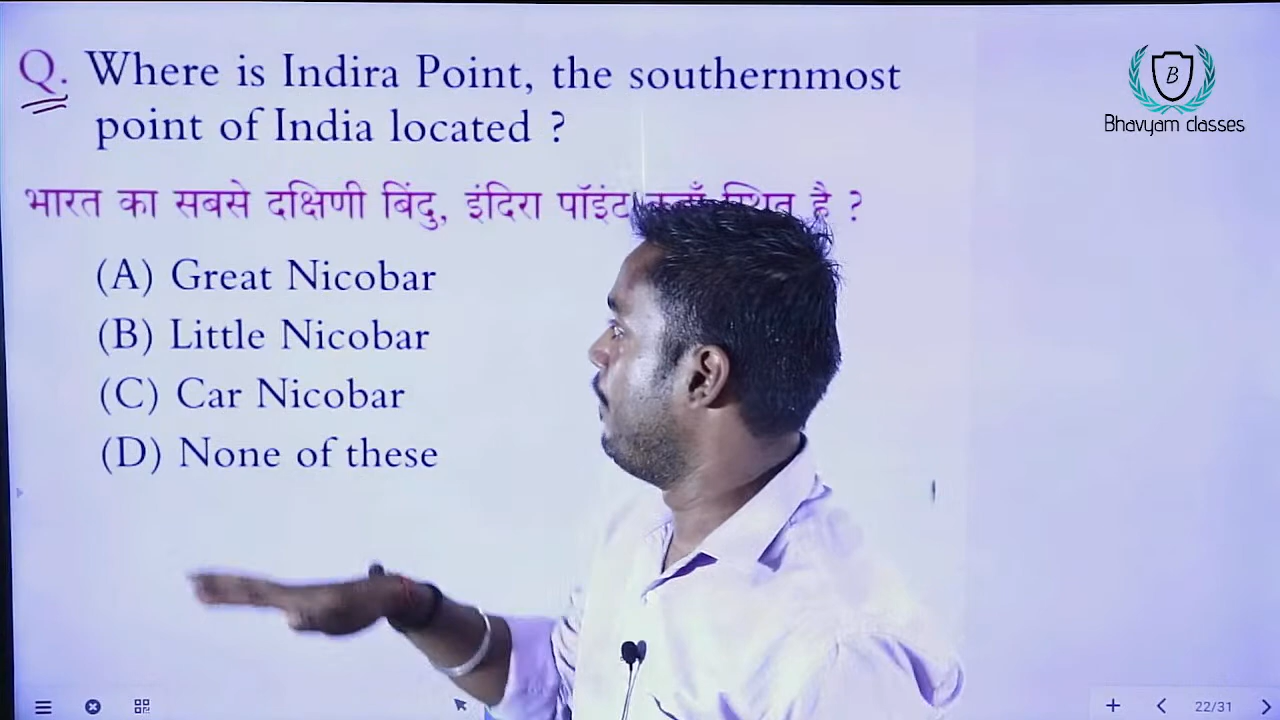 Q. Where is Indira Point, the southernmost
point of India located ?
भारत का सबसे दक्षिणी बिंदु, इंदिरा पॉइंट कहाँ स्थित है ?
(A) Great Nicobar
(B) Little Nicobar
(C) Car Nicobar
(D) None of these
B
Bhavyam classes
22/31